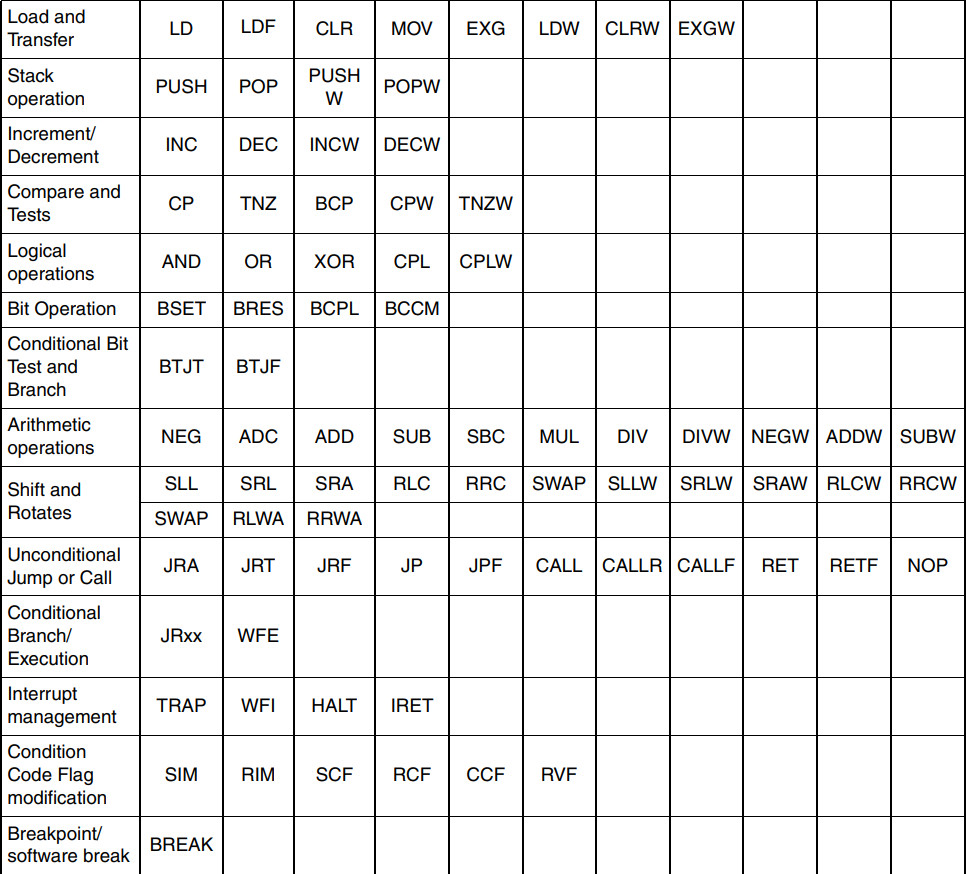 Load and
Transfer LD LDF CLR MOV EXG LDW CLRW EXGW
Stack
operation PUSH POP PUSH
W POPW
Increment/
Decrement INC DEC INCW DECW
Compare and
Tests CP TNZ BCP CPW TNZW
Logical
operations AND OR XOR CPL CPLW
Bit Operation BSET BRES BCPL BCCM
Conditional Bit
Test and BTJT BTJF
Branch
Arithmetic
operations NEG ADC ADD SUB SBC MUL DIV DIVW NEGW ADDW SUBW
Shift and
Rotates SLL SRL SRA RLC RRC SWAP SLLW SRLW SRAW RLCW RRCW
SWAP RLWA RRWA
Unconditional
Jump or Call JRA JRT JRF JP JPF CALL CALLR CALLF RET RETF NOP
Conditional
Branch/ JRxx WFE
Execution
Interrupt
management TRAP WFI HALT IRET
Condition
Code Flag SIM RIM SCF RCF CCF RVF
modification
Breakpoint/
software break BREAK